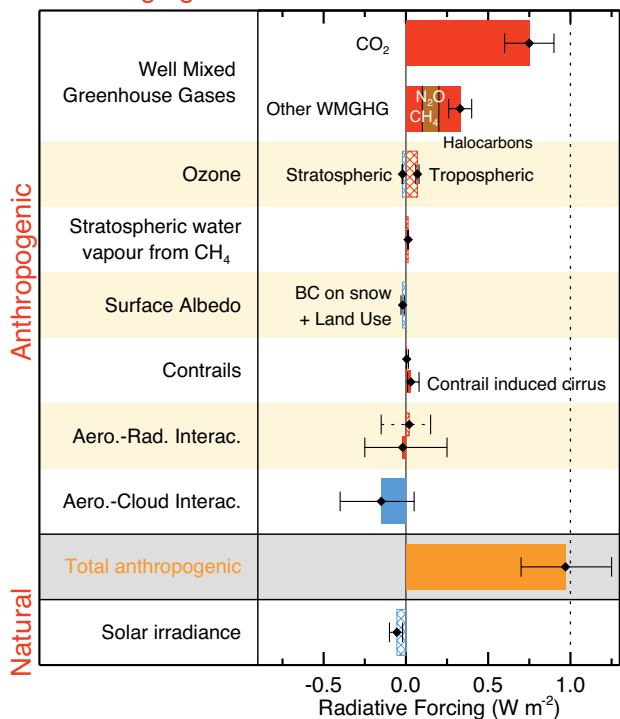 Anthropogenic
Natural
Well Mixed
Greenhouse Gases
CO₂
Other WMGHG
N₂O
CH₄
Halocarbons
Ozone
Stratospheric
Tropospheric
Stratospheric water
vapour from CH₄
Surface Albedo
BC on snow
+ Land Use
Contrails
Contrail induced cirrus
Aero.-Rad. Interac.
Aero.-Cloud Interac.
Total anthropogenic
Solar irradiance
-0.5 0.0 0.5 1.0
Radiative Forcing (W m⁻²)